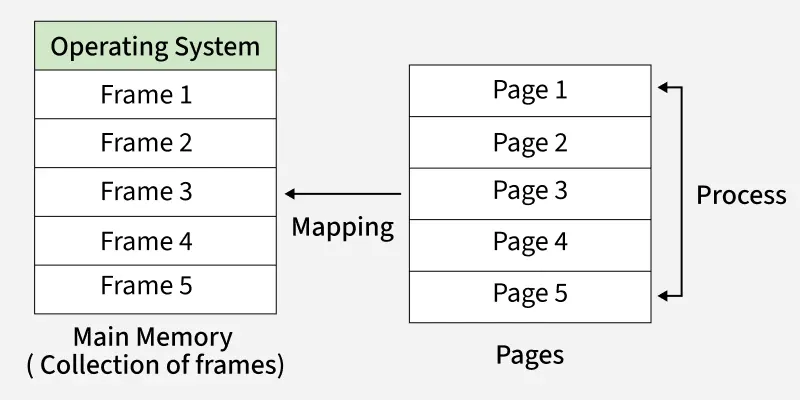 Operating System
Frame 1
Frame 2
Frame 3
Frame 4
Frame 5
Main Memory
( Collection of frames)
Mapping
Page 1
Page 2
Page 3
Page 4
Page 5
Pages
Process